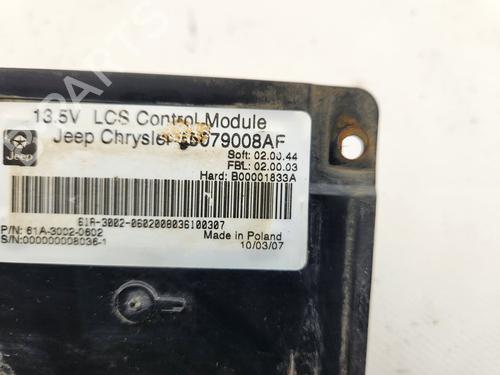 13.5V LCS Control Module
Jeep Chrysler 079008AF
Soft: 02.00.44
FBL: 02.00.03
Hard: B00001833A
Jeep
61A-3002-0602000036100307
P/N: 61A-3002-0602
S/N:000000008036-1
Made in Poland
10/03/07